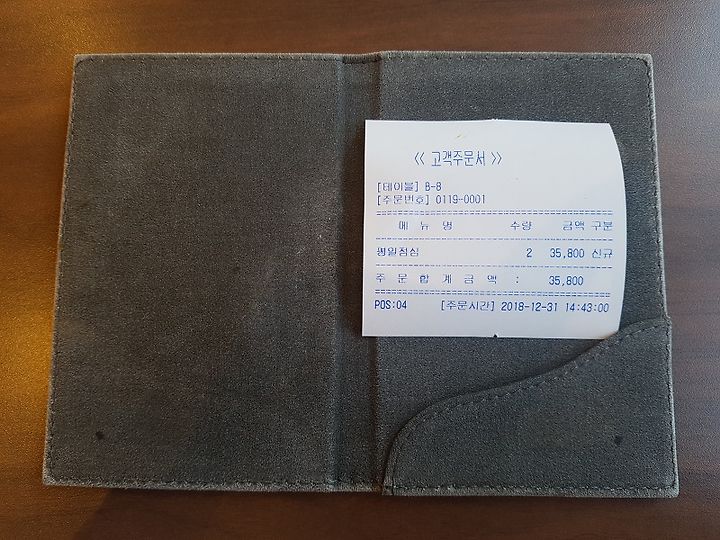 << 고객주문서 >>
[테이블] B-8
[주문번호] 0119-0001
메 뉴 명 수량 금액 구분
평일점심 2 35,800 신규
주 문 합 계 금 액 : 35,800
POS:04 [주문시간] 2018-12-31 14:43:00